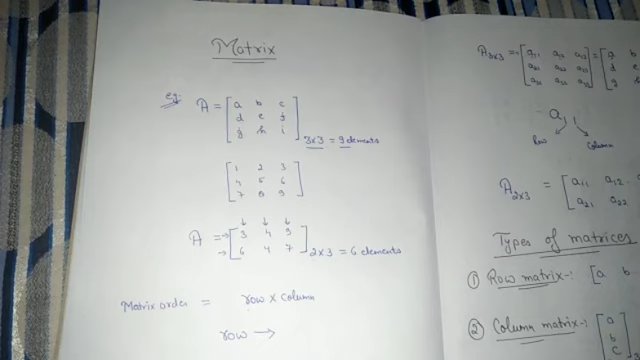 Matrix
eg:
A = [ a b c
d e f
g h i ] 3x3 = 9 elements
[ 1 2 3
4 5 6
7 8 9 ]
↓ ↓ ↓
A = → [ 3 4 9
→ 6 4 7 ] 2x3 = 6 elements
Matrix order = row x column
row →
A3x3 = [ a11 a12 a13
a21 a22 a23
a31 a32 a33 ] = [ a b
d e
g h
a11
Row Column
A2x3 = [ a11 a12
a21 a22
Types of matrices
① Row matrix-: [ a b
② Column matrix-: [ a
b
c ]